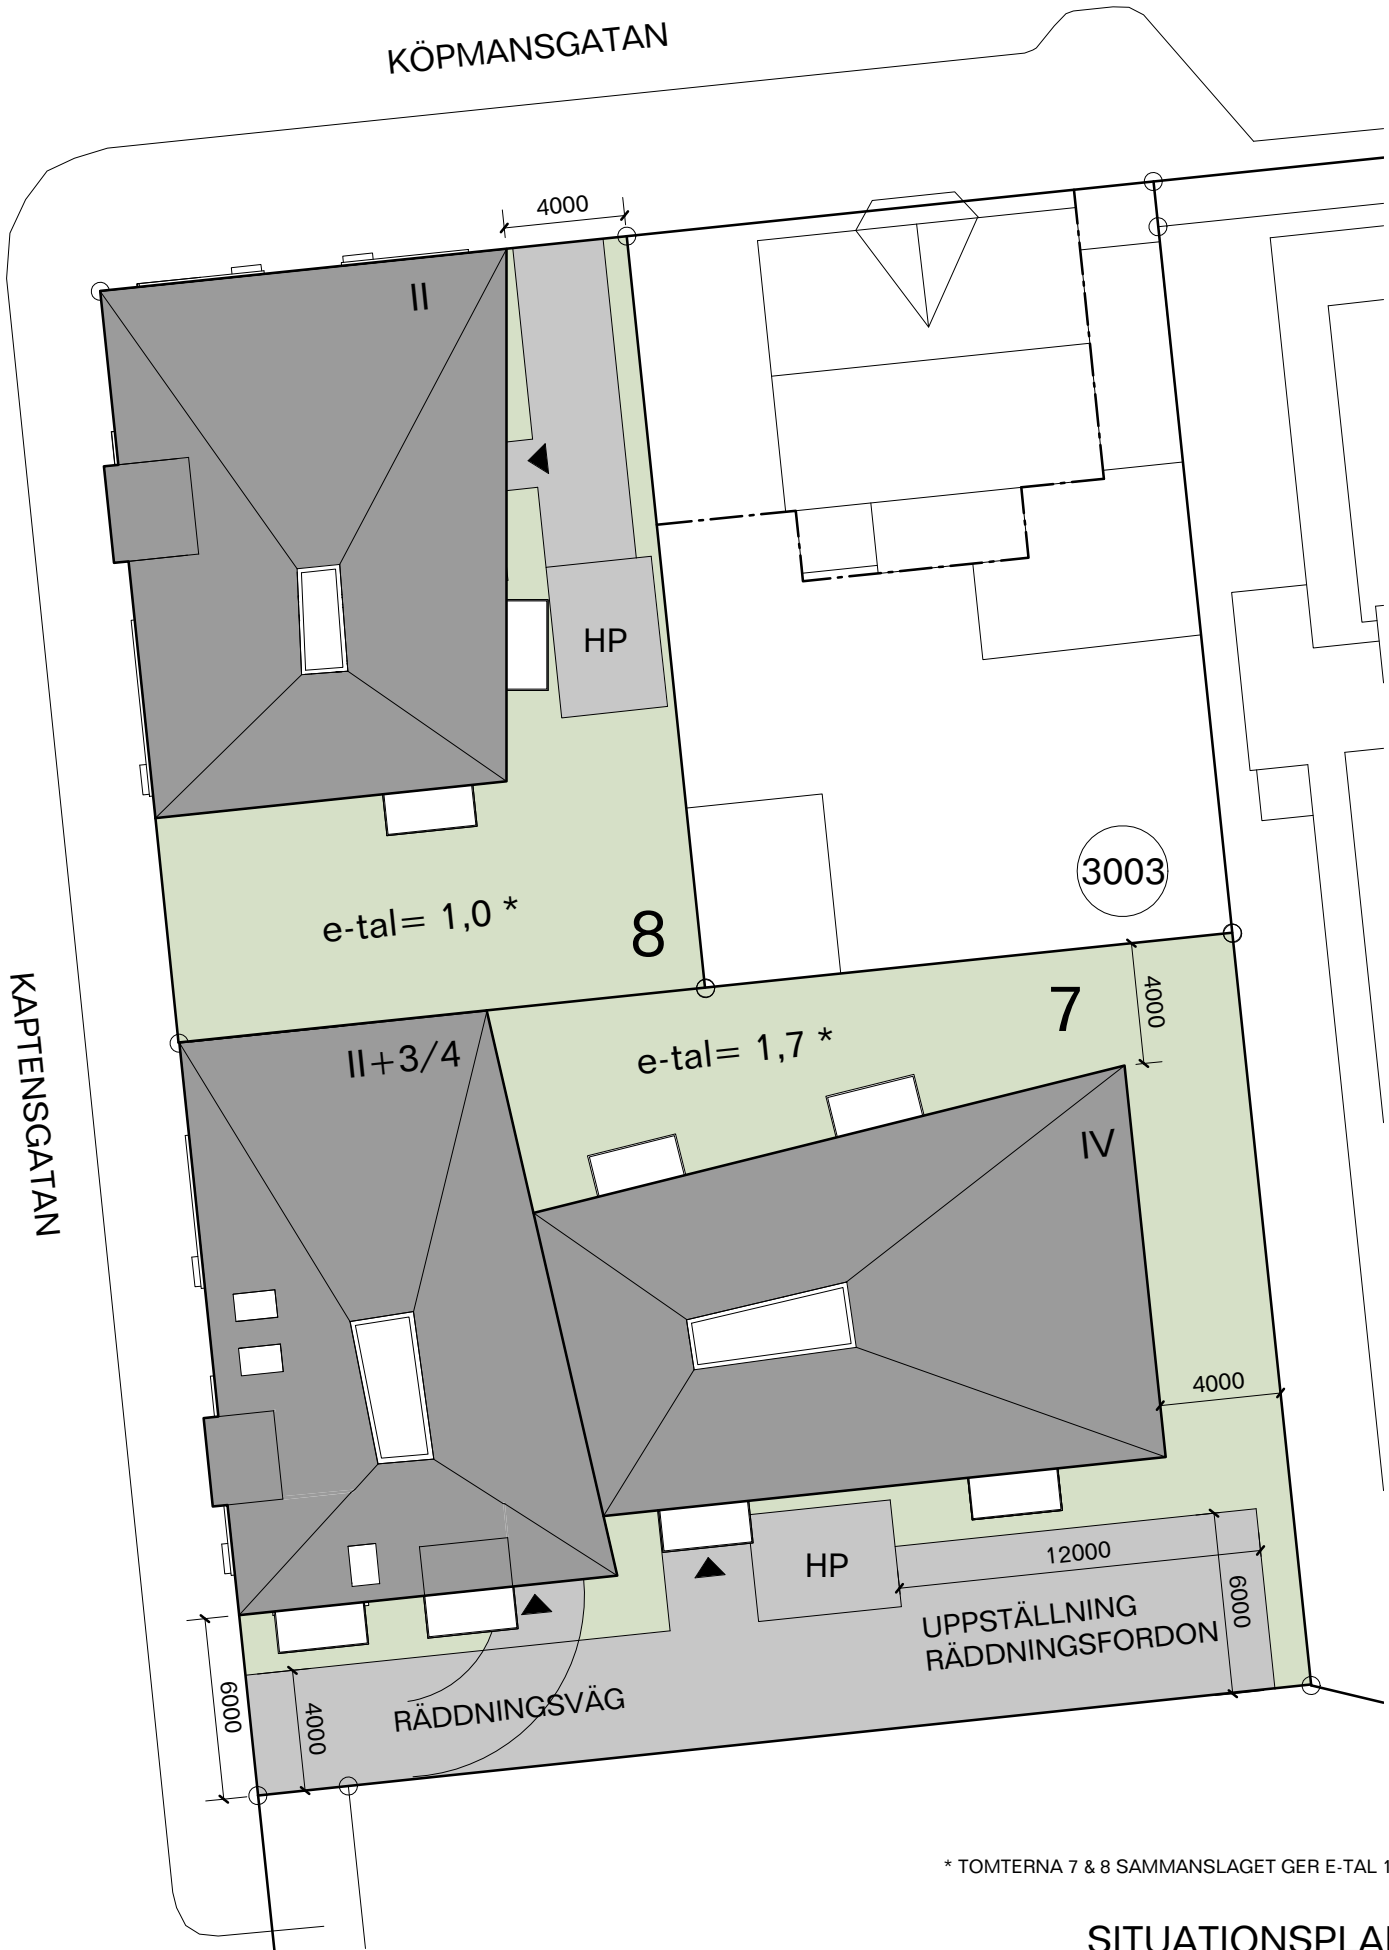 KÖPMANSGATAN
4000
II
HP
3003
e-tal= 1,0 *
8
7
4000
KAPTENSGATAN
II+3/4
e-tal= 1,7 *
IV
4000
HP
12000
6000
UPPSTÄLLNING
RÄDDNINGSFORDON
6000
4000
RÄDDNINGSVÄG
* TOMTERNA 7 & 8 SAMMANSLAGET GER E-TAL 1
SITUATIONSPLA